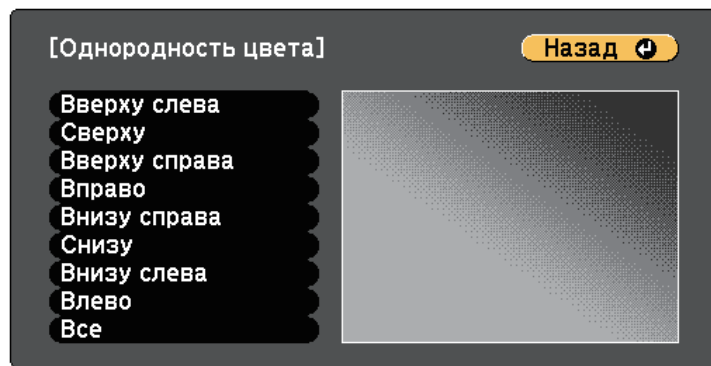 [Однородность цвета]
Назад
Вверху слева
Сверху
Вверху справа
Вправо
Внизу справа
Снизу
Внизу слева
Влево
Все